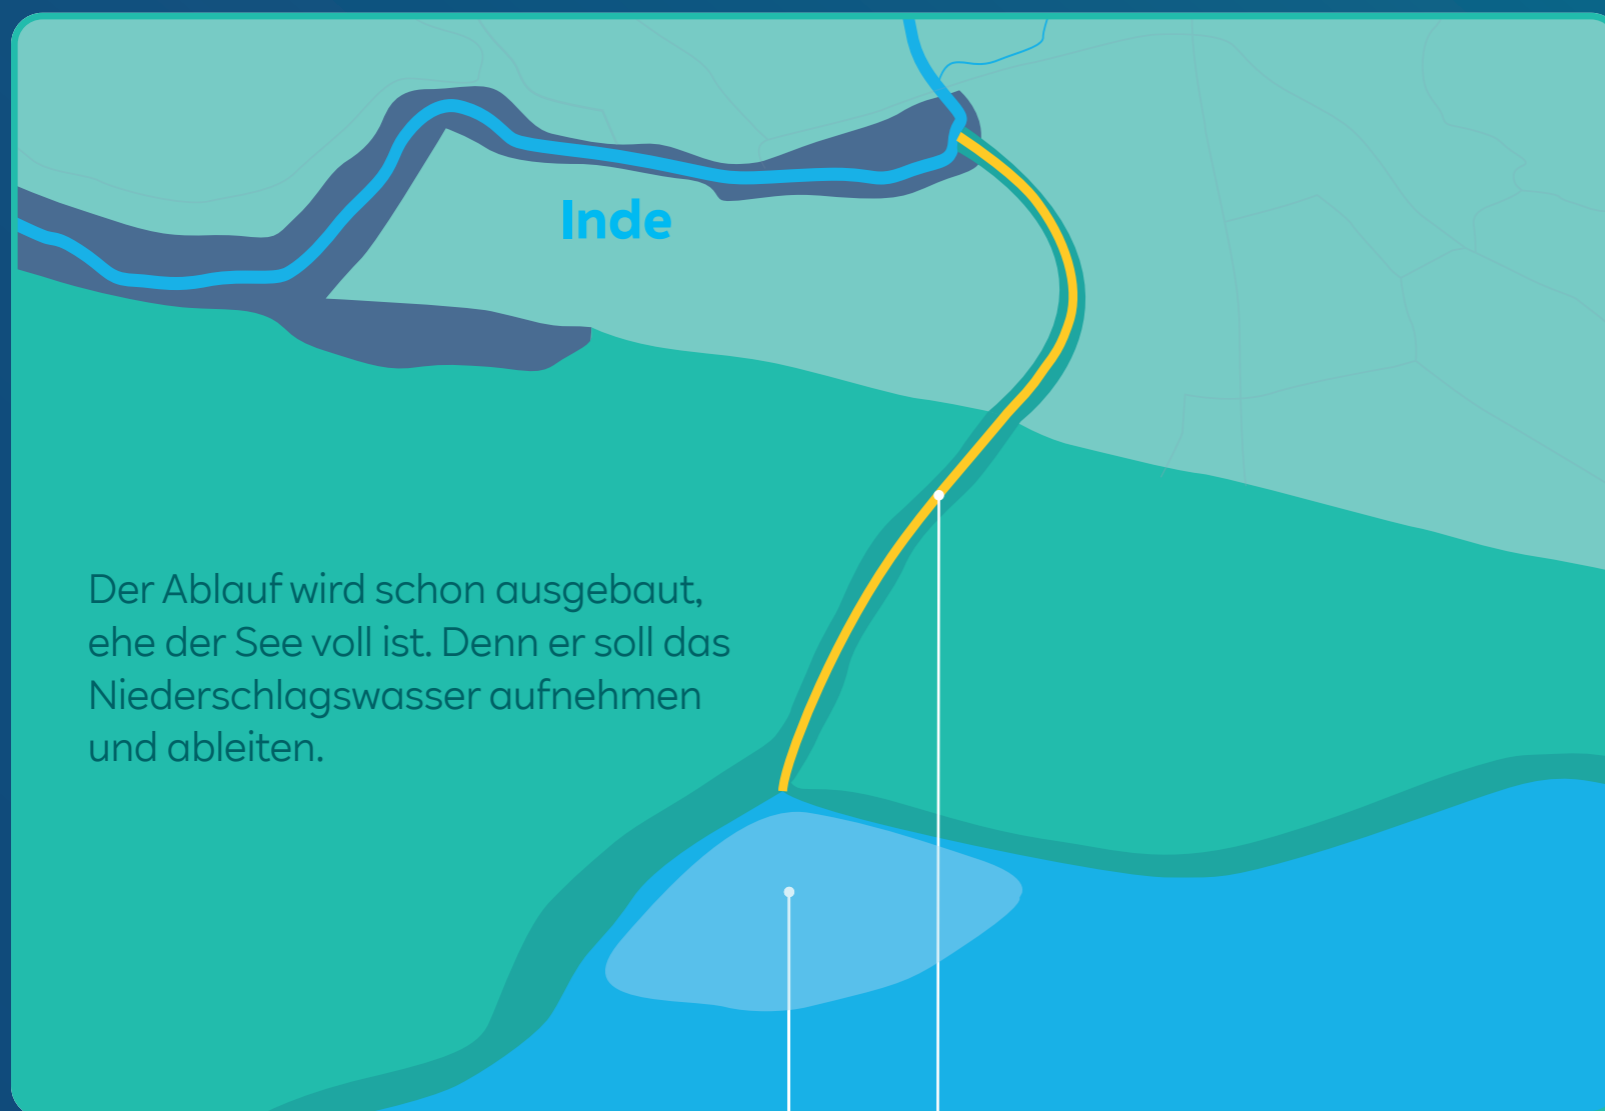 Inde
Der Ablauf wird schon ausgebaut,
ehe der See voll ist. Denn er soll das
Niederschlagswasser aufnehmen
und ableiten.